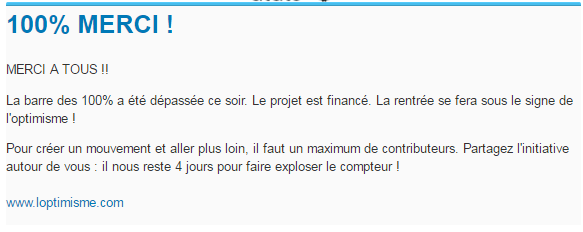 100% MERCI !
MERCI A TOUS !!
La barre des 100% a été dépassée ce soir. Le projet est financé. La rentrée se fera sous le signe de
l'optimisme !
Pour créer un mouvement et aller plus loin, il faut un maximum de contributeurs. Partagez l'initiative
autour de vous : il nous reste 4 jours pour faire exploser le compteur !
www.loptimisme.com